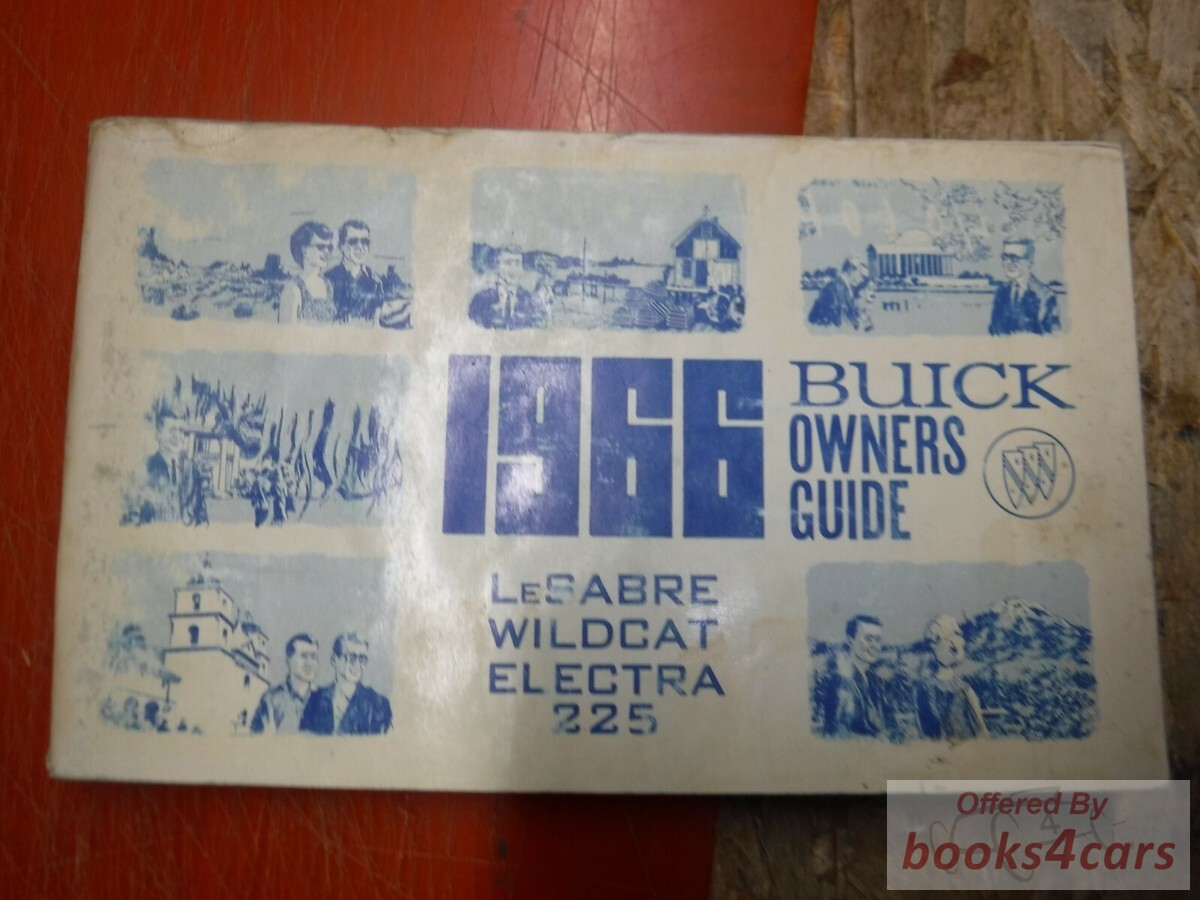 1966
BUICK
OWNERS
GUIDE
LESABRE
WILDCAT
ELECTRA
225
Offered By
books4cars